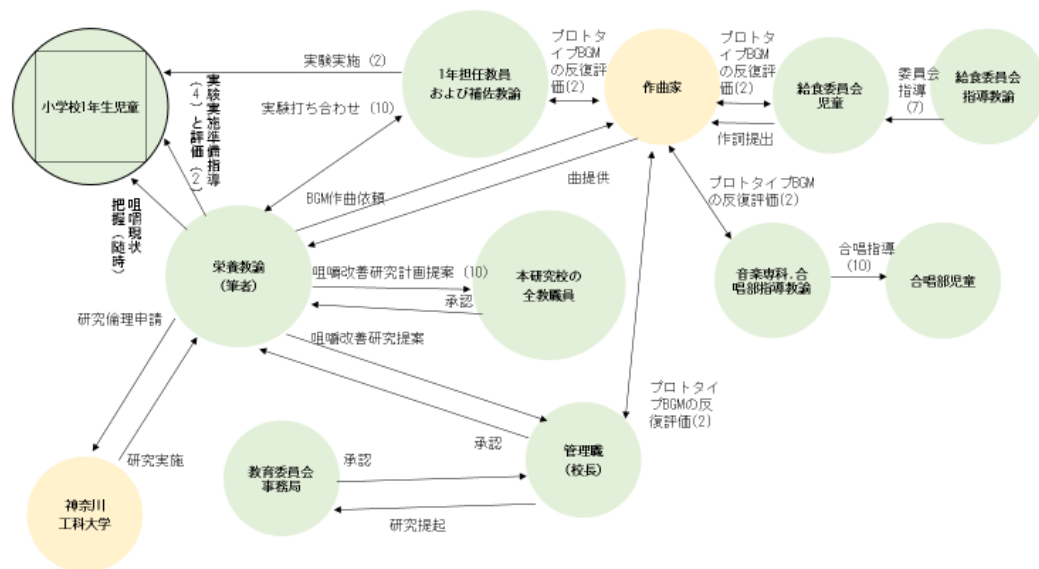 小学校1年生児童
実験実施（2）
1年担任教員
および補佐教諭
プロトタ
イプBGM
の反復評
価(2)
作曲家
プロトタ
イプBGM
の反復評
価(2)
給食委員会
児童
委員会
指導
(7)
給食委員会
指導教諭
実験打ち合わせ（10）
実験実施準備指導
（4）と評価（2）
作詞提出
咀嚼現状
把握（随時）
BGM作曲依頼
曲提供
プロトタイプBGM
の反復評価(2)
栄養教諭
（筆者）
咀嚼改善研究計画提案（10）
承認
本研究校の
全教職員
音楽専科、合
唱部指導教諭
合唱指導
(10)
合唱部児童
研究倫理申請
咀嚼改善研究提案
プロトタイ
プBGMの反
復評価(2)
研究実施
承認
管理職
（校長）
教育委員会
事務局
承認
研究提起
神奈川
工科大学